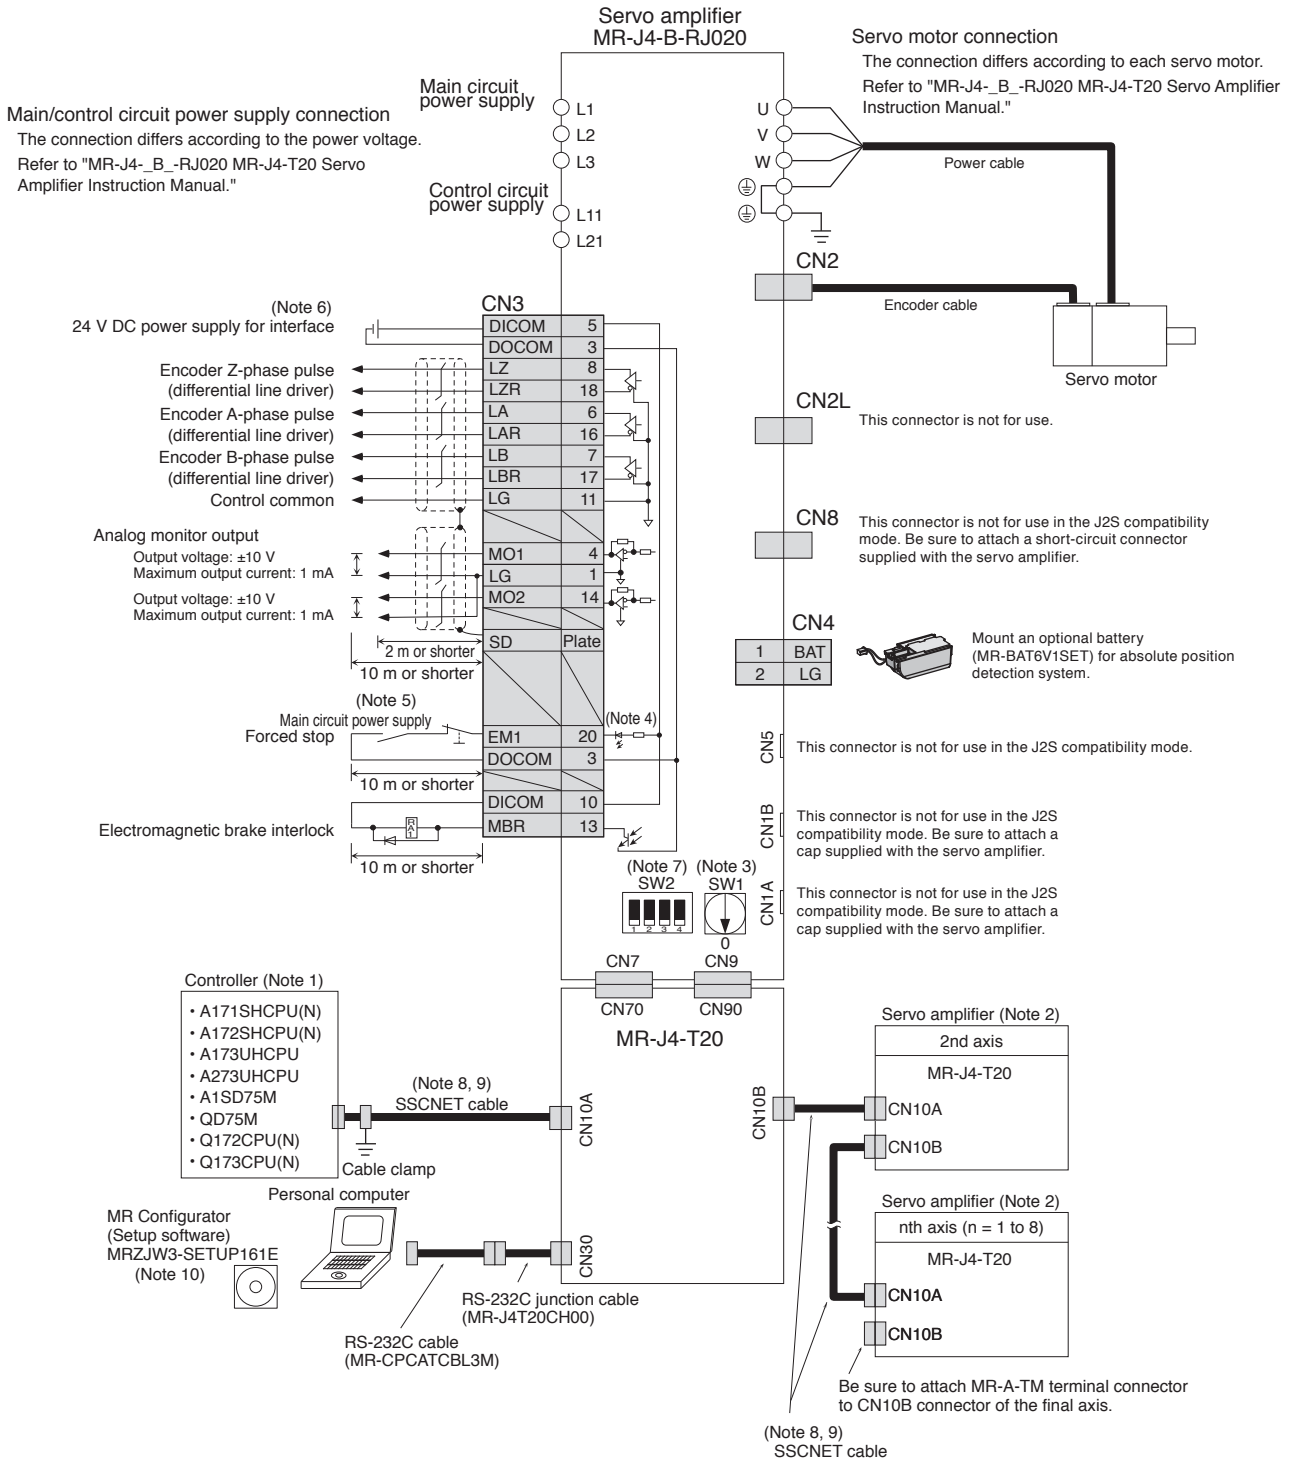 Servo amplifier
MR-J4-B-RJ020
Servo motor connection
The connection differs according to each servo motor.
Refer to "MR-J4-_B_-RJ020 MR-J4-T20 Servo Amplifier
Instruction Manual."
Main/control circuit power supply connection
The connection differs according to the power voltage.
Refer to "MR-J4-_B_-RJ020 MR-J4-T20 Servo
Amplifier Instruction Manual."
Main circuit
power supply
L1
L2
L3
Control circuit
power supply
L11
L21
U
V
W
Power cable
CN2
Encoder cable
Servo motor
CN2L
This connector is not for use.
CN8
This connector is not for use in the J2S compatibility
mode. Be sure to attach a short-circuit connector
supplied with the servo amplifier.
CN4
1 BAT
2 LG
Mount an optional battery
(MR-BAT6V1SET) for absolute position
detection system.
CN5
This connector is not for use in the J2S compatibility mode.
CN1B
This connector is not for use in the J2S
compatibility mode. Be sure to attach a
cap supplied with the servo amplifier.
CN1A
This connector is not for use in the J2S
compatibility mode. Be sure to attach a
cap supplied with the servo amplifier.
CN3
(Note 6)
24 V DC power supply for interface
DICOM 5
DOCOM 3
Encoder Z-phase pulse
LZ 8
(differential line driver)
LZR 18
Encoder A-phase pulse
LA 6
(differential line driver)
LAR 16
Encoder B-phase pulse
LB 7
(differential line driver)
LBR 17
Control common
LG 11
Analog monitor output
Output voltage: ±10 V
Maximum output current: 1 mA
MO1 4
LG 1
Output voltage: ±10 V
Maximum output current: 1 mA
MO2 14
SD Plate
2 m or shorter
10 m or shorter
(Note 5)
Main circuit power supply
Forced stop
(Note 4)
EM1 20
DOCOM 3
10 m or shorter
DICOM 10
Electromagnetic brake interlock
RA1
MBR 13
10 m or shorter
(Note 7)
SW2
1 2 3 4
(Note 3)
SW1
0
CN7
CN9
CN70
CN90
MR-J4-T20
Controller (Note 1)
• A171SHCPU(N)
• A172SHCPU(N)
• A173UHCPU
• A273UHCPU
• A1SD75M
• QD75M
• Q172CPU(N)
• Q173CPU(N)
(Note 8, 9)
SSCNET cable
Cable clamp
CN10A
CN10B
Servo amplifier (Note 2)
2nd axis
MR-J4-T20
CN10A
CN10B
Servo amplifier (Note 2)
nth axis (n = 1 to 8)
MR-J4-T20
CN10A
CN10B
Be sure to attach MR-A-TM terminal connector
to CN10B connector of the final axis.
(Note 8, 9)
SSCNET cable
Personal computer
MR Configurator
(Setup software)
MRZJW3-SETUP161E
(Note 10)
CN30
RS-232C junction cable
(MR-J4T20CH00)
RS-232C cable
(MR-CPCATCBL3M)